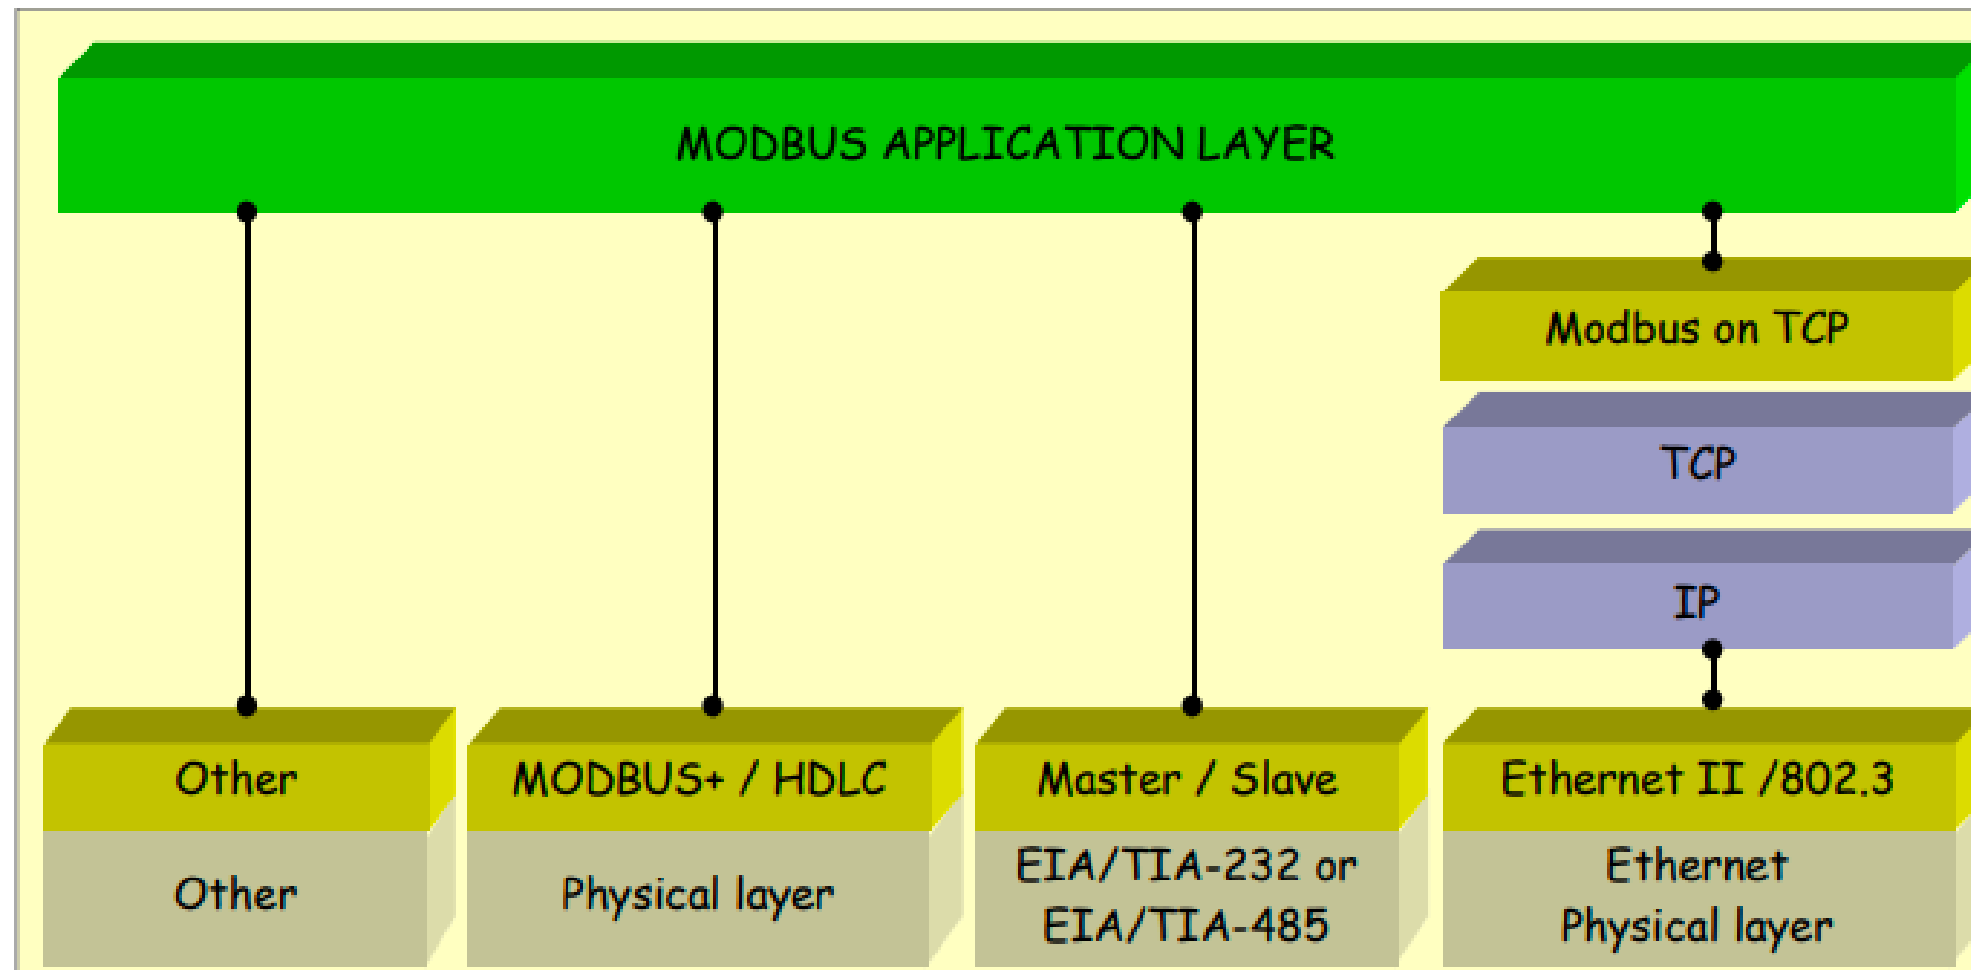 MODBUS APPLICATION LAYER
Modbus on TCP
TCP
IP
Other
MODBUS+ / HDLC
Master / Slave
Ethernet II /802.3
Other
Physical layer
EIA/TIA-232 or
EIA/TIA-485
Ethernet
Physical layer